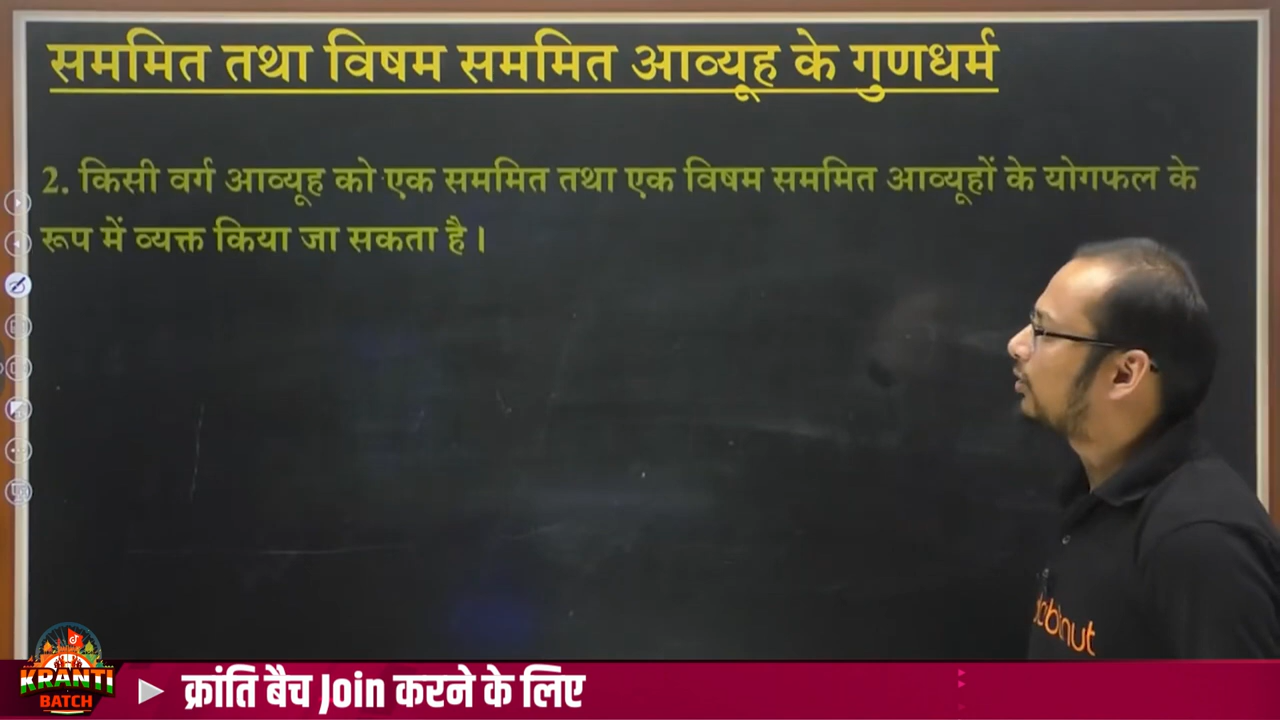 सममित तथा विषम सममित आव्यूह के गुणधर्म
2. किसी वर्ग आव्यूह को एक सममित तथा एक विषम सममित आव्यूहों के योगफल के
रूप में व्यक्त किया जा सकता है।
KRANTI
BATCH
क्रांति बैच Join करने के लिए